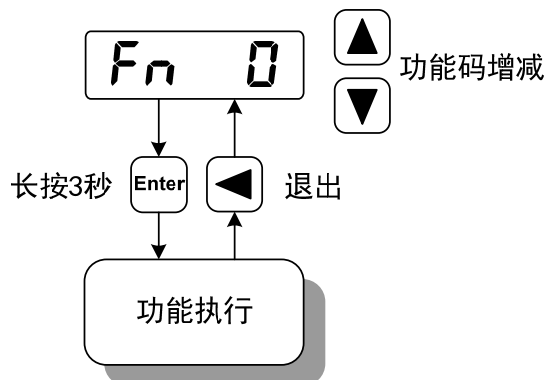 Fn 0
功能码增减
长按3秒
Enter
退出
功能执行